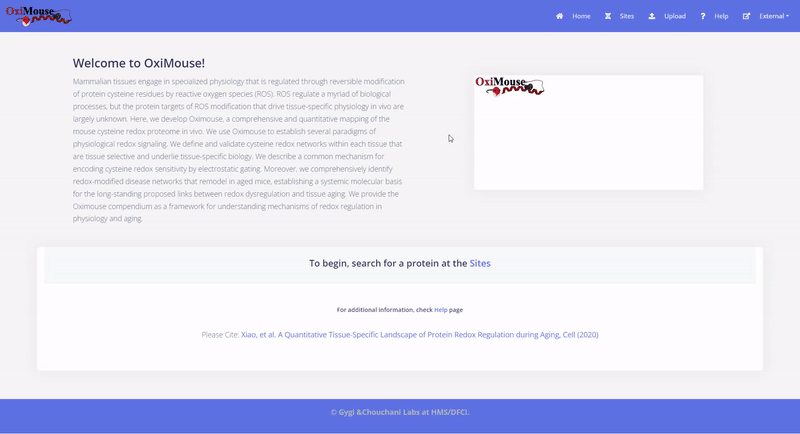 OxiMouse
Home Sites Upload Help External
Welcome to OxiMouse!
Mammalian tissues engage in specialized physiology that is regulated through reversible modification
of protein cysteine residues by reactive oxygen species (ROS). ROS regulate a myriad of biological
processes, but the protein targets of ROS modification that drive tissue-specific physiology in vivo are
largely unknown. Here, we develop Oximouse, a comprehensive and quantitative mapping of the
mouse cysteine redox proteome in vivo. We use Oximouse to establish several paradigms of
physiological redox signaling. We define and validate cysteine redox networks within each tissue that
are tissue selective and underlie tissue-specific biology. We describe a common mechanism for
encoding cysteine redox sensitivity by electrostatic gating. Moreover, we comprehensively identify
redox-modified disease networks that remodel in aged mice, establishing a systemic molecular basis
for the long-standing proposed links between redox dysregulation and tissue aging. We provide the
Oximouse compendium as a framework for understanding mechanisms of redox regulation in
physiology and aging.
OxiMouse
To begin, search for a protein at the Sites
For additional information, check Help page
Please Cite: Xiao, et al. A Quantitative Tissue-Specific Landscape of Protein Redox Regulation during Aging, Cell (2020)
© Gygi &Chouchani Labs at HMS/DFCI.